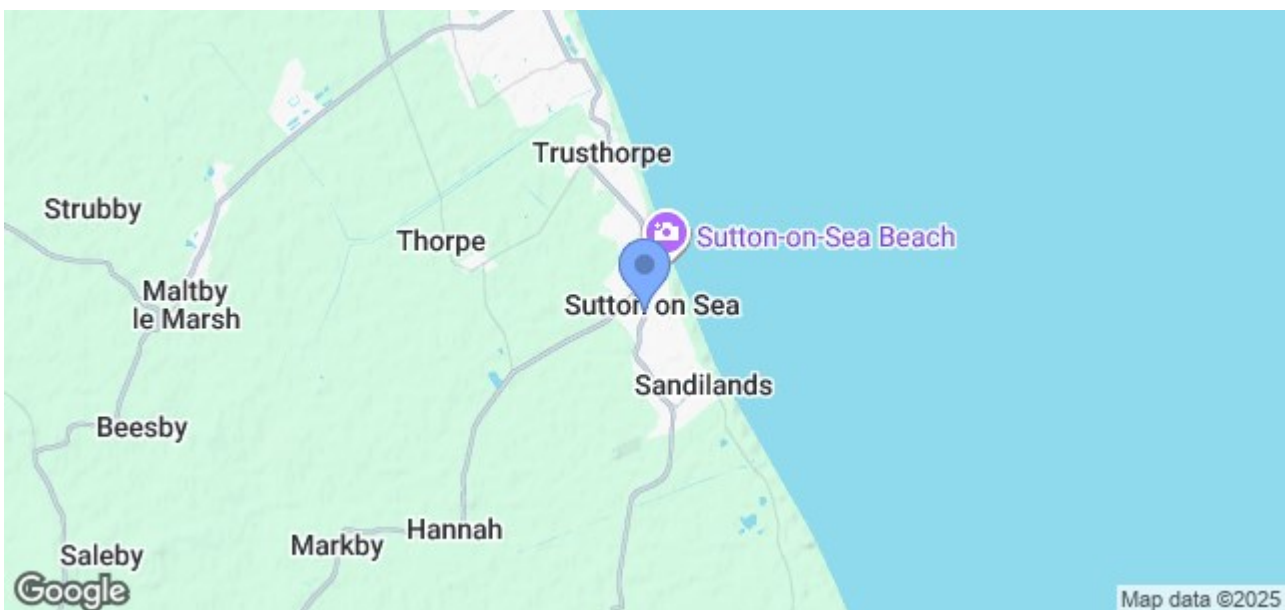 Trusthorpe
Strubby
Thorpe
Sutton-on-Sea Beach
Maltby
le Marsh
Sutton on Sea
Sandilands
Beesby
Hannah
Markby
Saleby
Google
Map data ©2025